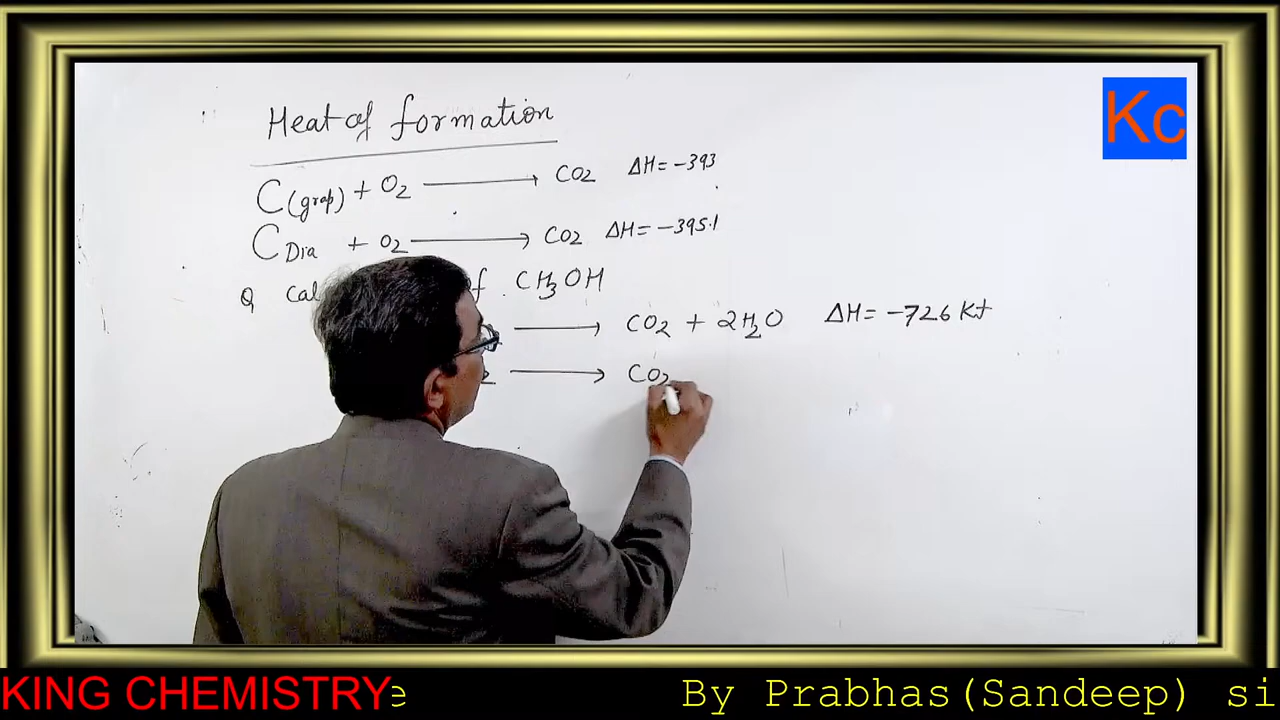 Heat of formation
Kc
C(grap) + O2 ⟶ CO2 ΔH = -393
CDia + O2 ⟶ CO2 ΔH = -395.1
Q Cal f CH3OH
⟶ CO2 + 2H2O ΔH = -726 KJ
2 ⟶ CO2
KING CHEMISTRY e By Prabhas(Sandeep) si